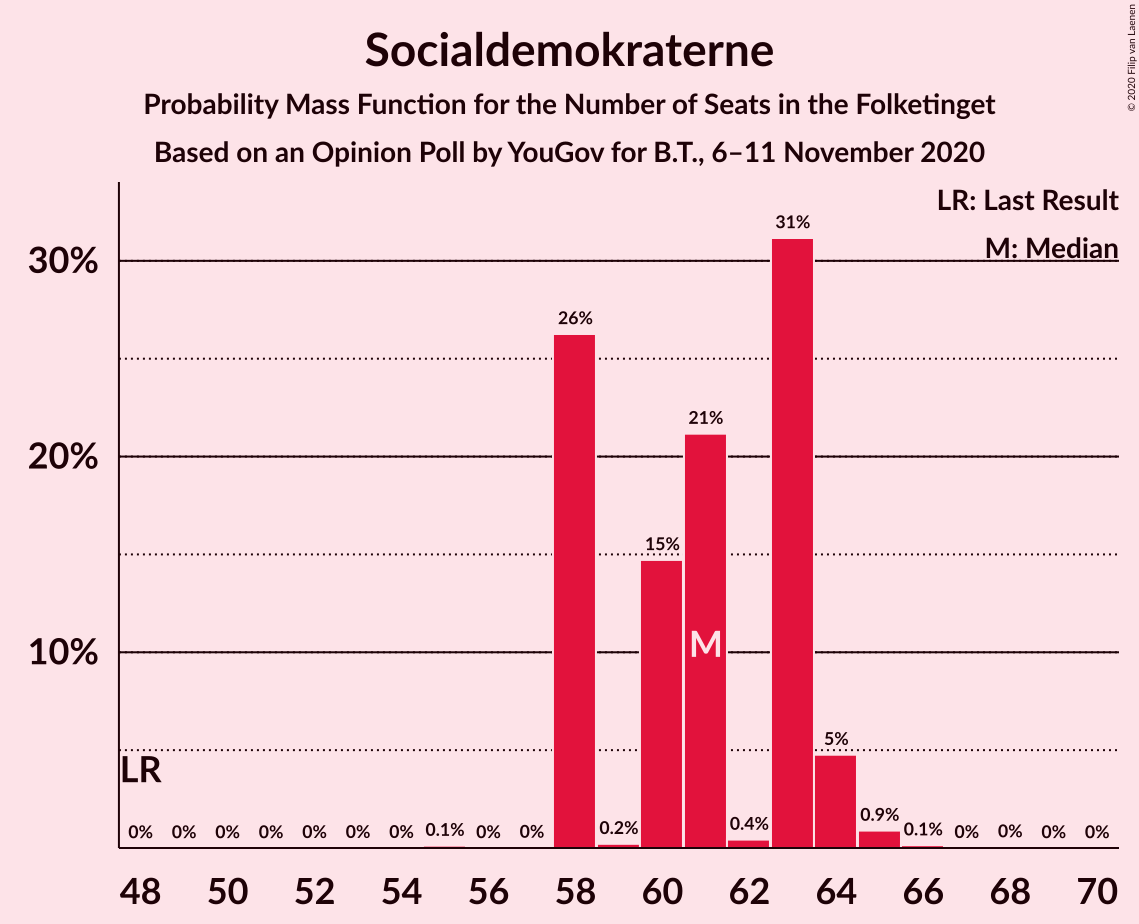 Socialdemokraterne
Probability Mass Function for the Number of Seats in the Folketinget
Based on an Opinion Poll by YouGov for B.T., 6–11 November 2020
© 2020 Filip van Laenen
LR: Last Result
M: Median
30%
20%
10%
31%
26%
21%
15%
M
5%
LR
0% 0% 0% 0% 0% 0% 0% 0.1% 0% 0% 0.2% 0.4% 0.9% 0.1% 0% 0% 0% 0%
48 50 52 54 56 58 60 62 64 66 68 70